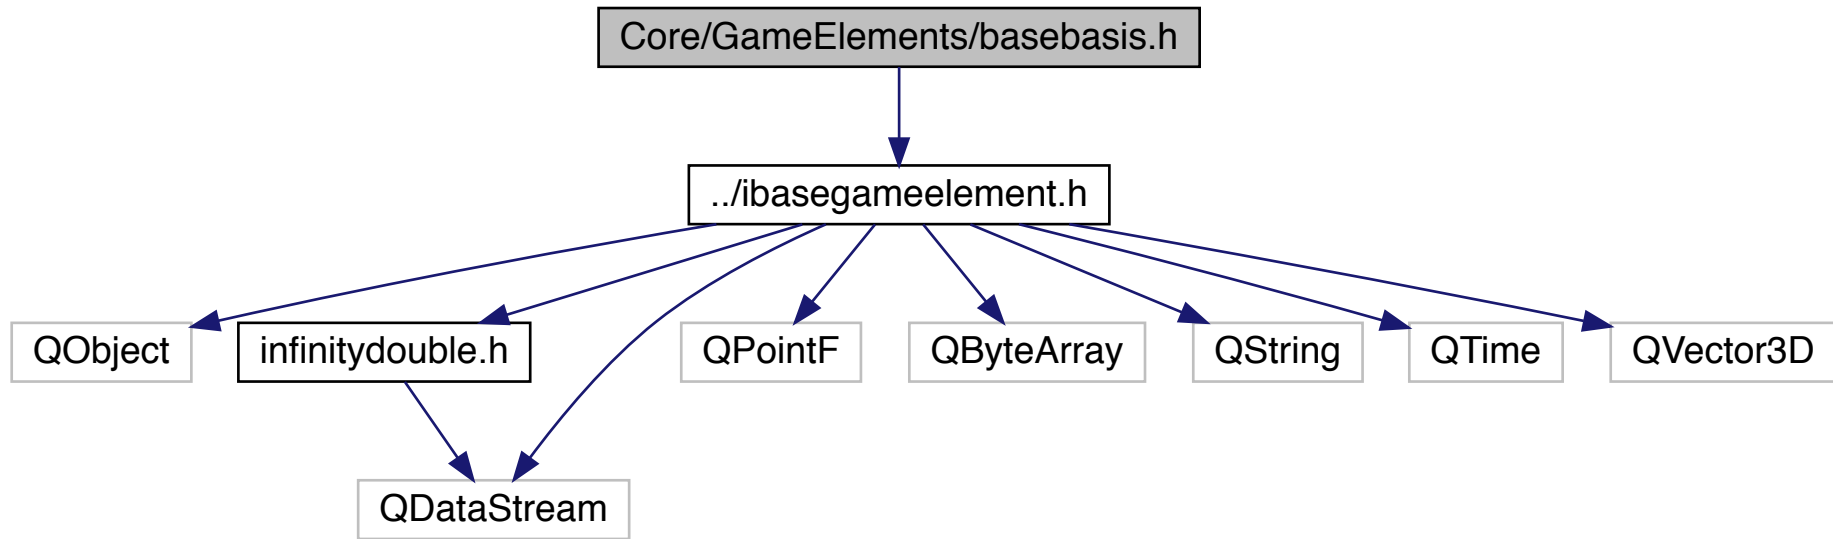 Core/GameElements/basebasis.h
../ibasegameelement.h
QObject
infinitydouble.h
QPointF
QByteArray
QString
QTime
QVector3D
QDataStream